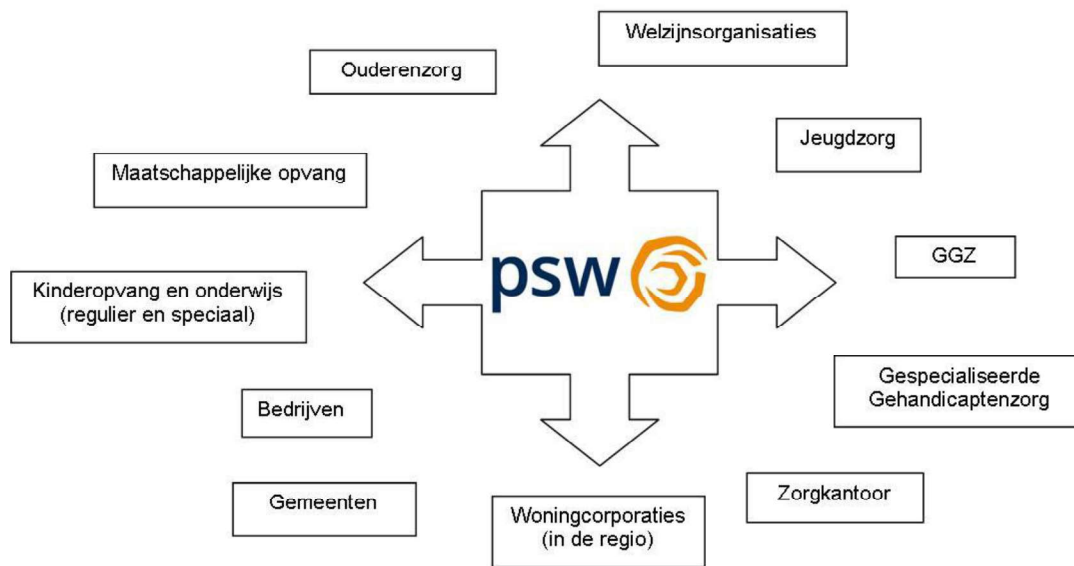 Welzijnsorganisaties
Ouderenzorg
Jeugdzorg
Maatschappelijke opvang
psw
GGZ
Kinderopvang en onderwijs
(regulier en speciaal)
Gespecialiseerde
Gehandicaptenzorg
Bedrijven
Zorgkantoor
Gemeenten
Woningcorporaties
(in de regio)